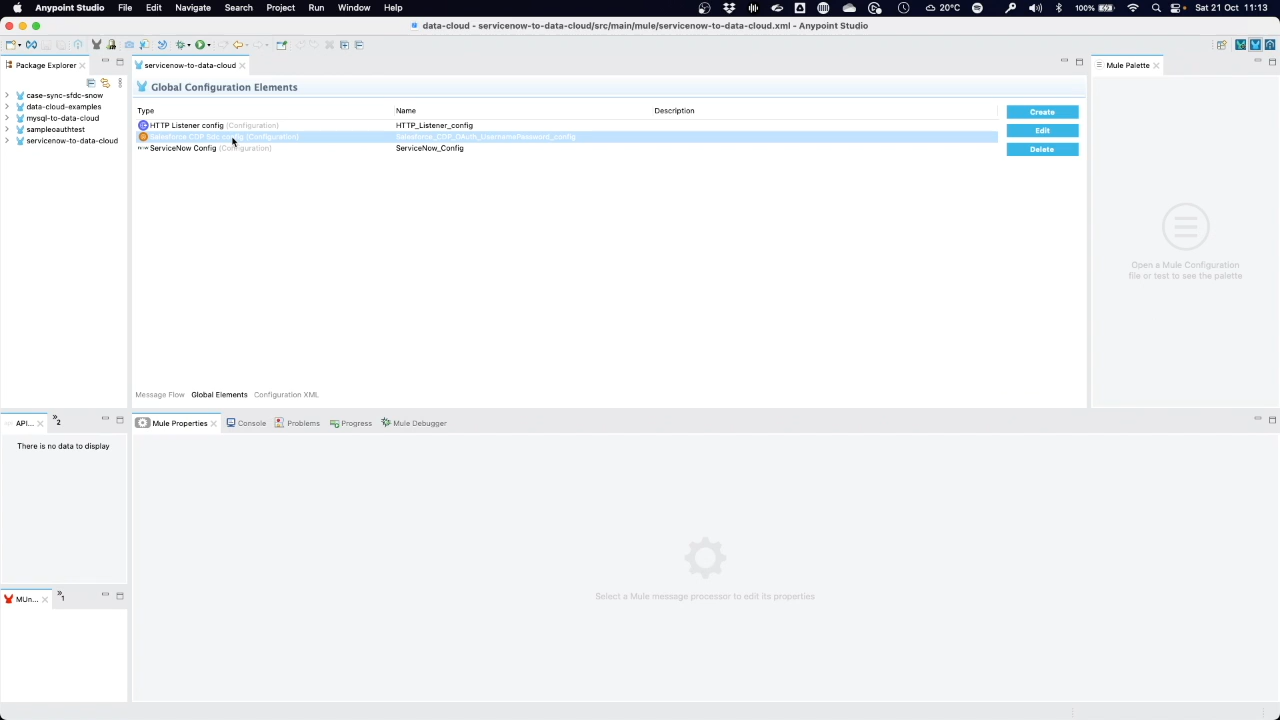 Anypoint Studio File Edit Navigate Search Project Run Window Help 20°C 100% Sat 21 Oct 11:13
data-cloud - servicenow-to-data-cloud/src/main/mule/servicenow-to-data-cloud.xml - Anypoint Studio
Package Explorer
servicenow-to-data-cloud
Mule Palette
Global Configuration Elements
case-sync-sfdc-snow
data-cloud-examples
mysql-to-data-cloud
sampleoauthtest
servicenow-to-data-cloud
Type Name Description
HTTP Listener config (Configuration) HTTP_Listener_config
Salesforce CDP Sdc config (Configuration) Salesforce_CDP_OAuth_UsernamePassword_config
ServiceNow Config (Configuration) ServiceNow_Config
Create
Edit
Delete
Open a Mule Configuration
file or test to see the palette
Message Flow Global Elements Configuration XML
API... 2
There is no data to display
Mule Properties Console Problems Progress Mule Debugger
Select a Mule message processor to edit its properties
MUn... 1